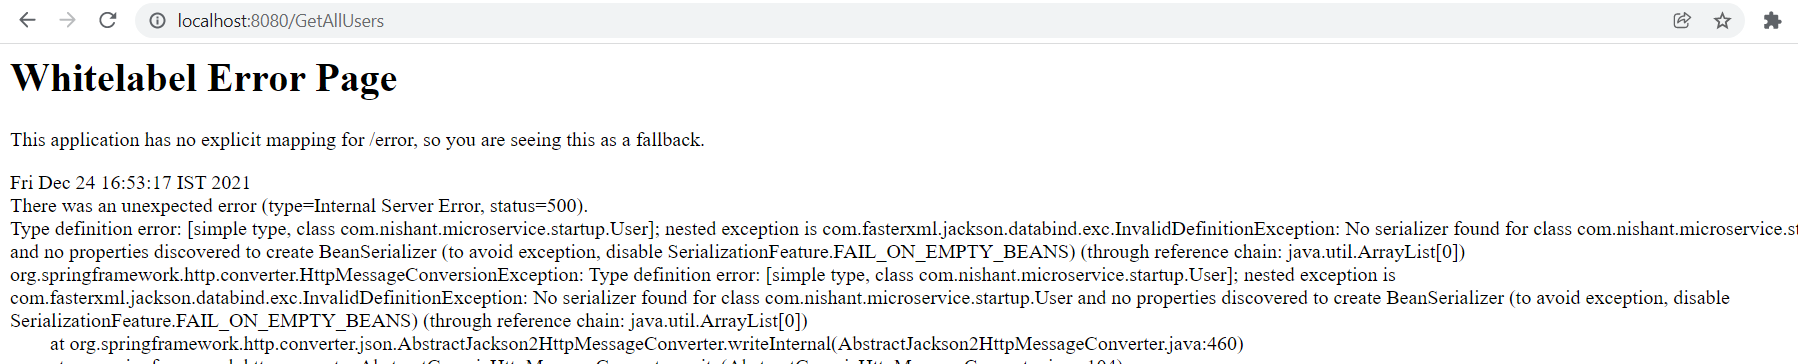 localhost:8080/GetAllUsers
Whitelabel Error Page
This application has no explicit mapping for /error, so you are seeing this as a fallback.
Fri Dec 24 16:53:17 IST 2021
There was an unexpected error (type=Internal Server Error, status=500).
Type definition error: [simple type, class com.nishant.microservice.startup.User]; nested exception is com.fasterxml.jackson.databind.exc.InvalidDefinitionException: No serializer found for class com.nishant.microservice.st
and no properties discovered to create BeanSerializer (to avoid exception, disable SerializationFeature.FAIL_ON_EMPTY_BEANS) (through reference chain: java.util.ArrayList[0])
org.springframework.http.converter.HttpMessageConversionException: Type definition error: [simple type, class com.nishant.microservice.startup.User]; nested exception is
com.fasterxml.jackson.databind.exc.InvalidDefinitionException: No serializer found for class com.nishant.microservice.startup.User and no properties discovered to create BeanSerializer (to avoid exception, disable
SerializationFeature.FAIL_ON_EMPTY_BEANS) (through reference chain: java.util.ArrayList[0])
at org.springframework.http.converter.json.AbstractJackson2HttpMessageConverter.writeInternal(AbstractJackson2HttpMessageConverter.java:460)